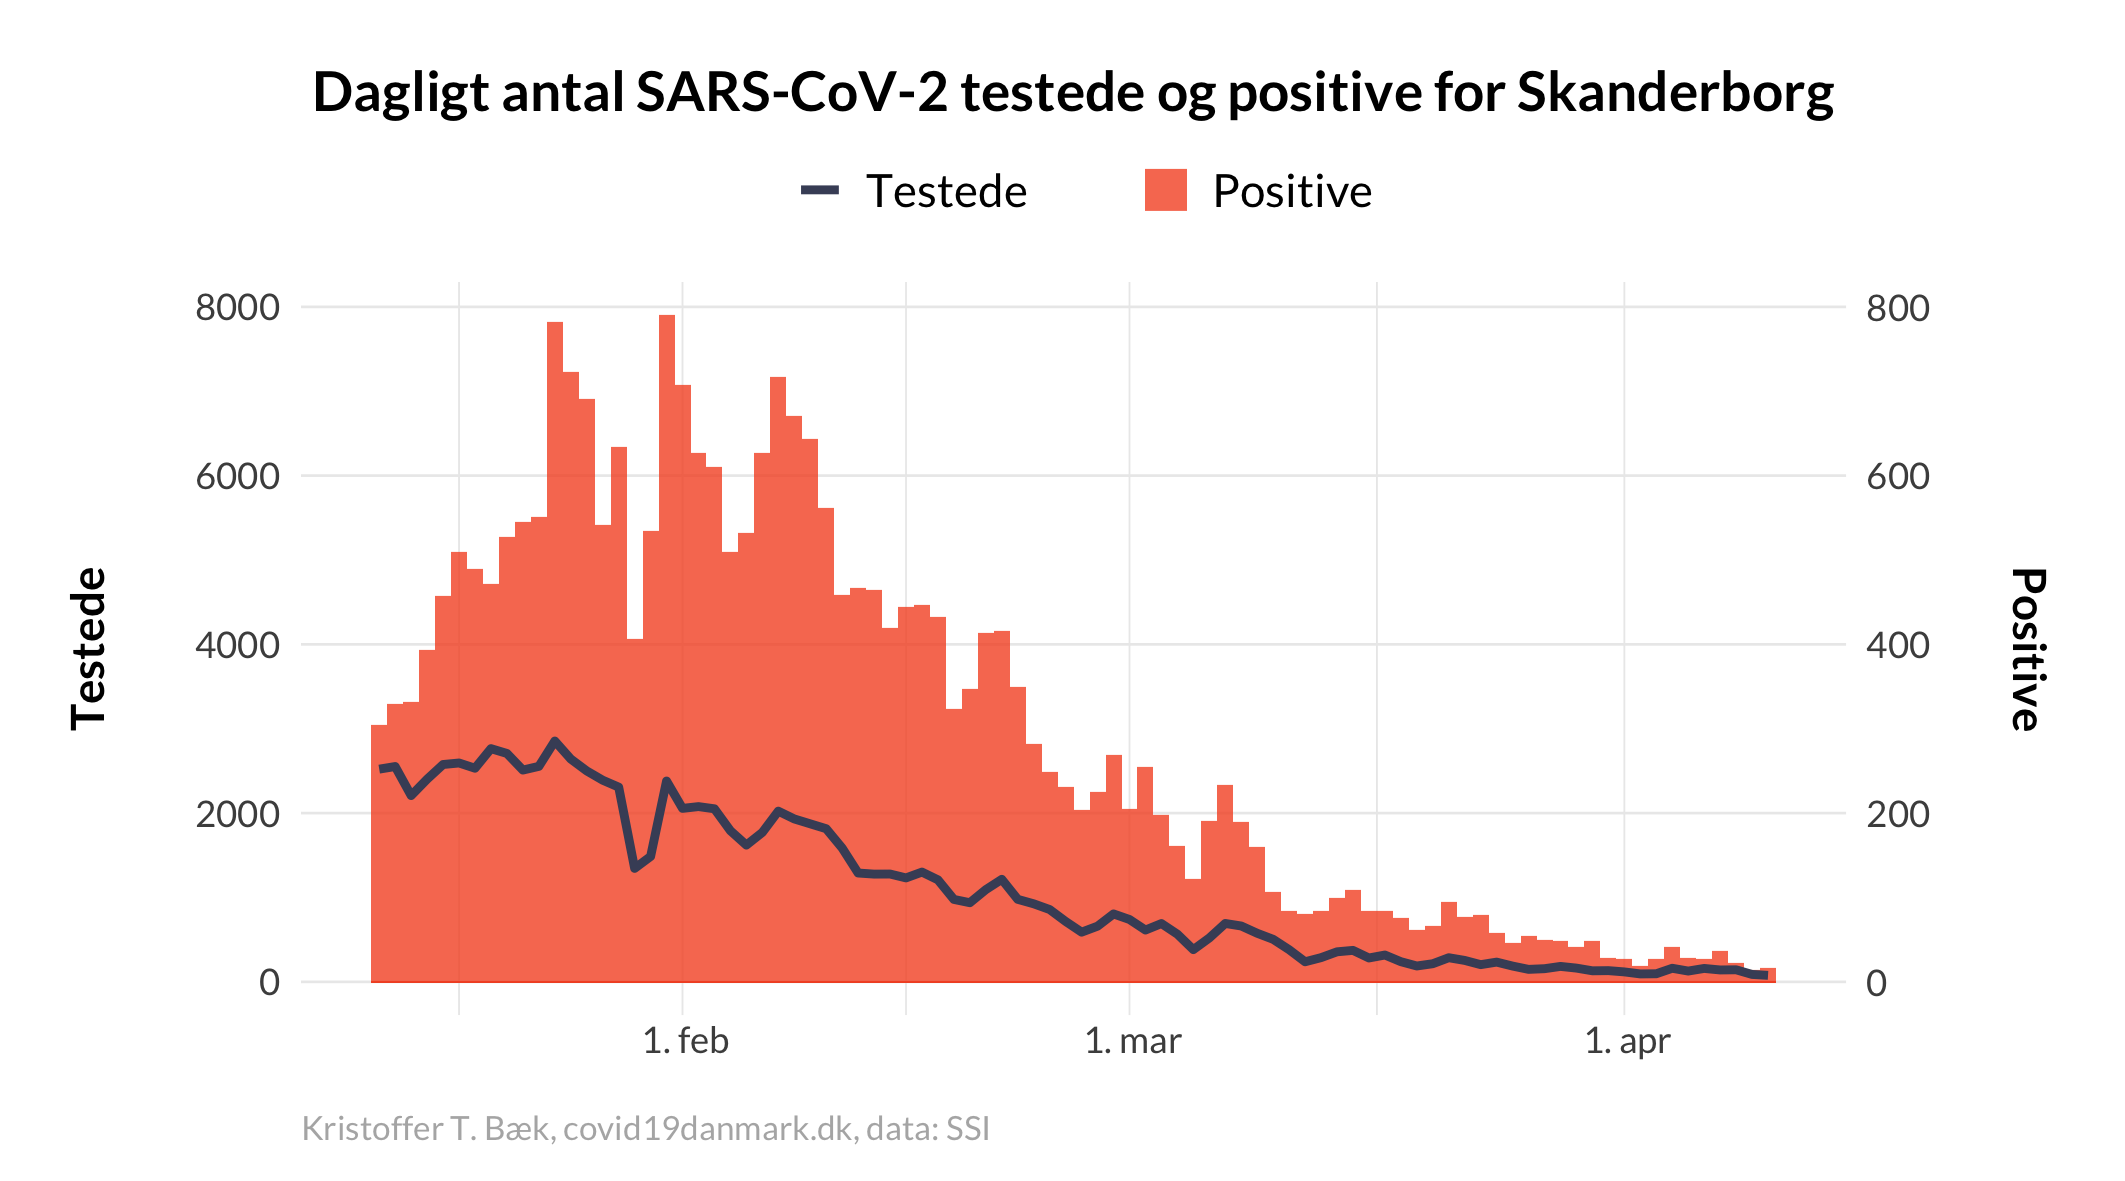 Dagligt antal SARS-CoV-2 testede og positive for Skanderborg
Testede
Positive
8000
6000
4000
2000
0
Testede
800
600
400
200
0
Positive
1. feb
1. mar
1. apr
Kristoffer T. Bæk, covid19danmark.dk, data: SSI